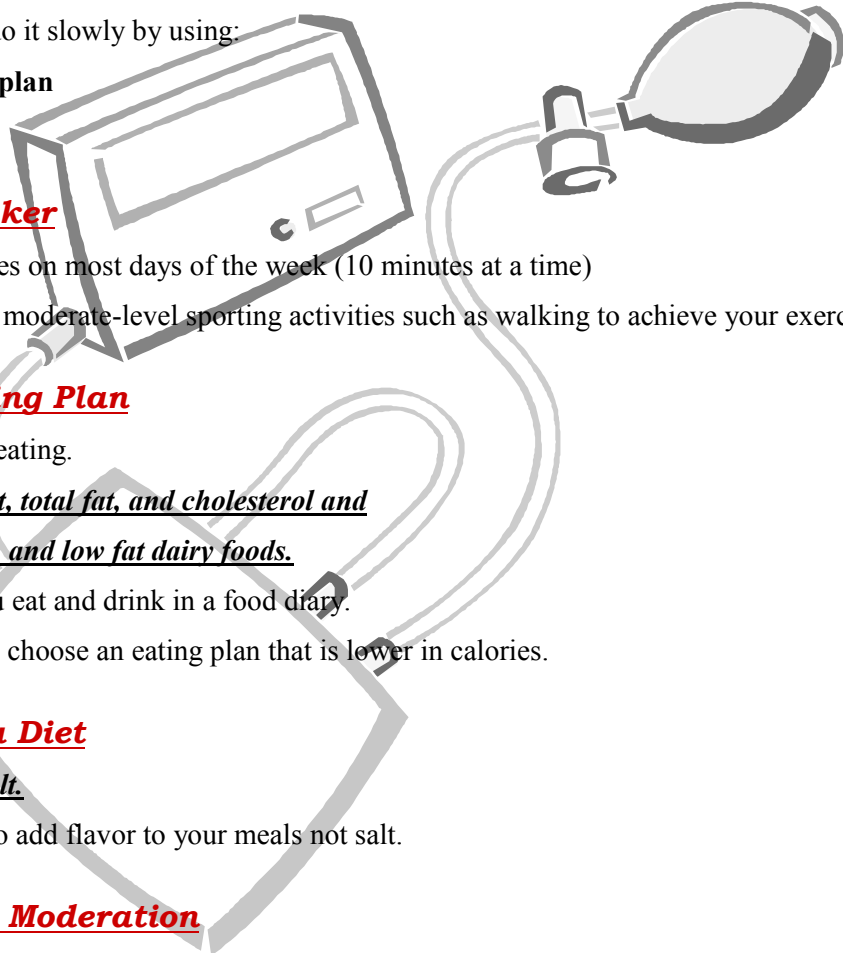 o it slowly by using:
plan
ker
es on most days of the week (10 minutes at a time)
moderate-level sporting activities such as walking to achieve your exerc
ing Plan
eating.
t, total fat, and cholesterol and
and low fat dairy foods.
u eat and drink in a food diary.
choose an eating plan that is lower in calories.
Diet
lt.
o add flavor to your meals not salt.
Moderation